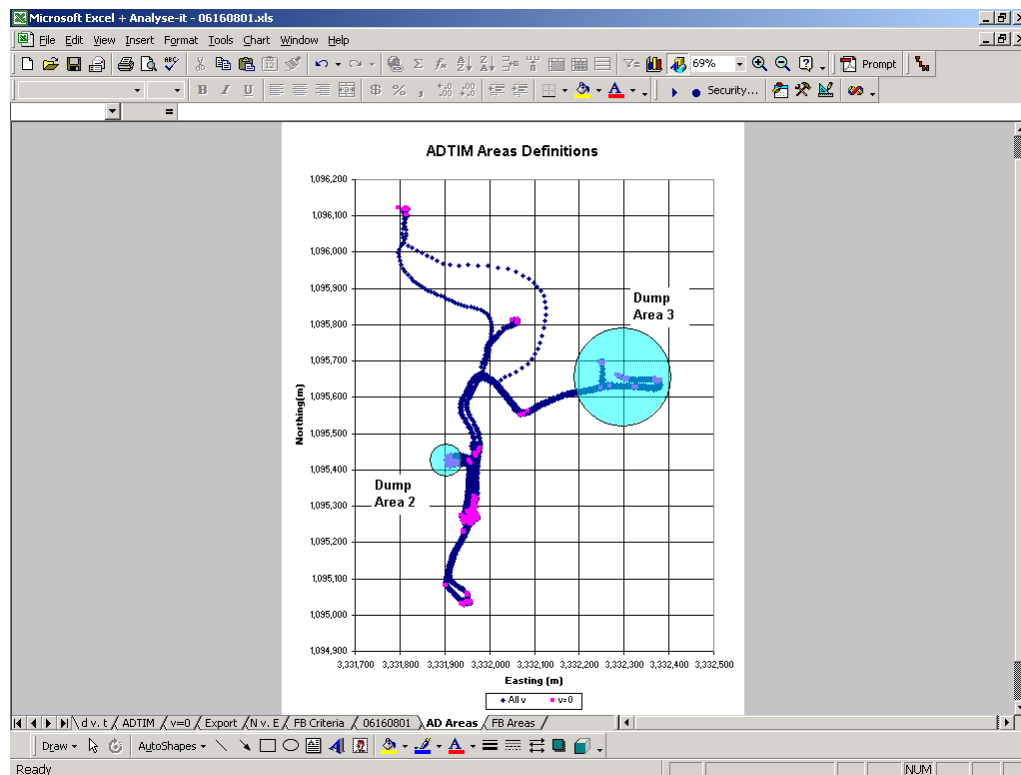 Microsoft Excel + Analyse-it - 06160801.xls
File Edit View Insert Format Tools Chart Window Help
69%
Prompt
Security...
=
ADTIM Areas Definitions
1,096,200
1,096,100
1,096,000
1,095,900
1,095,800
1,095,700
1,095,600
1,095,500
1,095,400
1,095,300
1,095,200
1,095,100
1,095,000
1,094,900
Northing(m)
Dump
Area 3
Dump
Area 2
3,331,700 3,331,800 3,331,900 3,332,000 3,332,100 3,332,200 3,332,300 3,332,400 3,332,500
Easting (m)
All v v=0
d v. t ADTIM v=0 Export N v. E FB Criteria 06160801 AD Areas FB Areas
Draw AutoShapes
Ready NUM